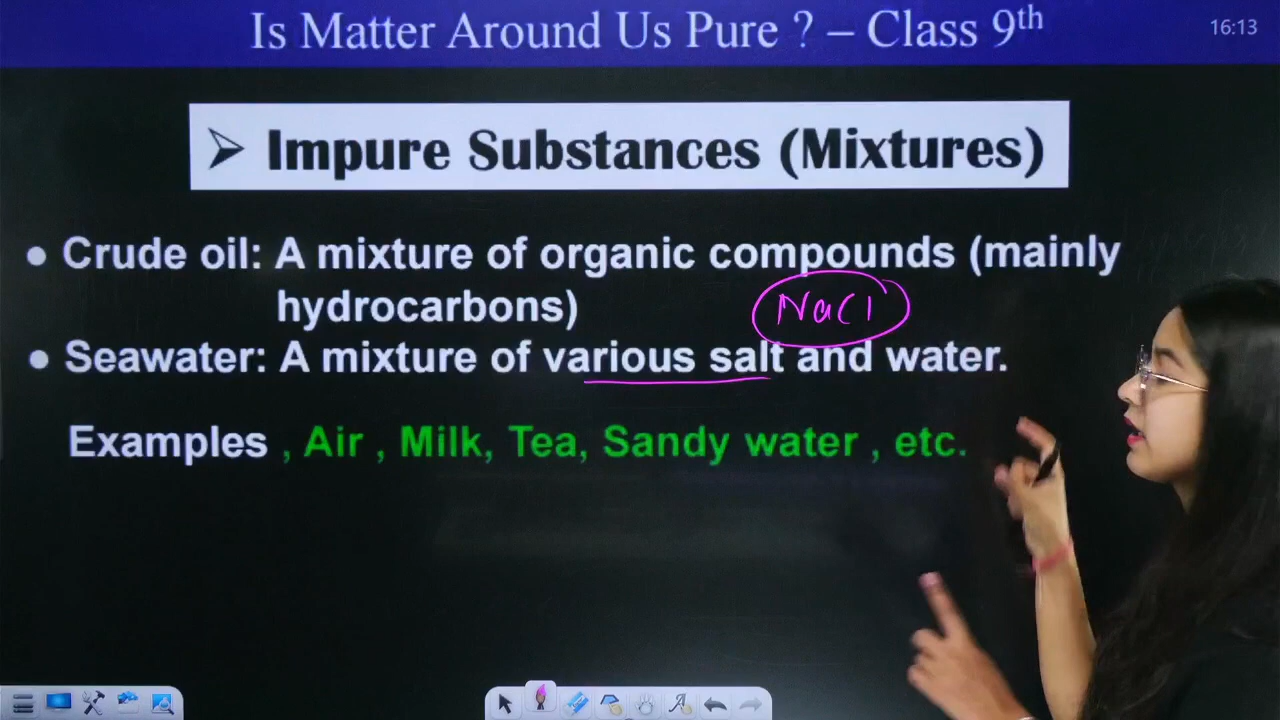 Is Matter Around Us Pure ? – Class 9th
16:13
➢ Impure Substances (Mixtures)
● Crude oil: A mixture of organic compounds (mainly
hydrocarbons)
NaCl
● Seawater: A mixture of various salt and water.
Examples , Air , Milk, Tea, Sandy water , etc.